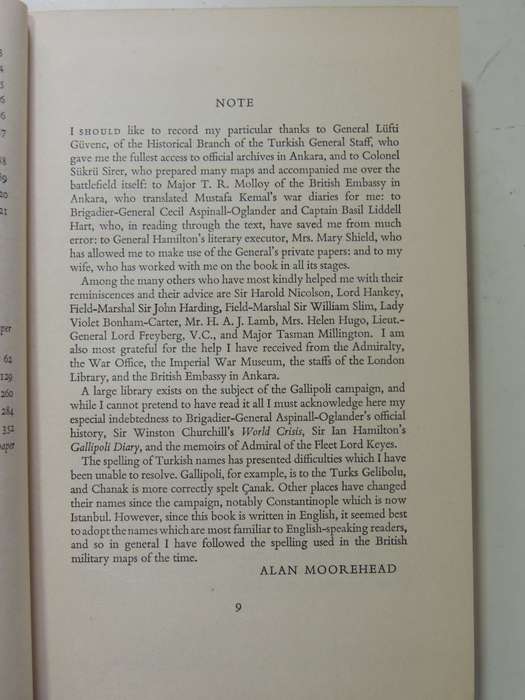 NOTE
I SHOULD like to record my particular thanks to General Lüfti
Güvenc, of the Historical Branch of the Turkish General Staff, who
gave me the fullest access to official archives in Ankara, and to Colonel
Sükrü Sirer, who prepared many maps and accompanied me over the
battlefield itself: to Major T. R. Molloy of the British Embassy in
Ankara, who translated Mustafa Kemal's war diaries for me: to
Brigadier-General Cecil Aspinall-Oglander and Captain Basil Liddell
Hart, who, in reading through the text, have saved me from much
error: to General Hamilton's literary executor, Mrs. Mary Shield, who
has allowed me to make use of the General's private papers: and to my
wife, who has worked with me on the book in all its stages.
Among the many others who have most kindly helped me with their
reminiscences and their advice are Sir Harold Nicolson, Lord Hankey,
Field-Marshal Sir John Harding, Field-Marshal Sir William Slim, Lady
Violet Bonham-Carter, Mr. H. A. J. Lamb, Mrs. Helen Hugo, Lieut.-
General Lord Freyberg, V.C., and Major Tasman Millington. I am
also most grateful for the help I have received from the Admiralty,
the War Office, the Imperial War Museum, the staffs of the London
Library, and the British Embassy in Ankara.
A large library exists on the subject of the Gallipoli campaign, and
while I cannot pretend to have read it all I must acknowledge here my
especial indebtedness to Brigadier-General Aspinall-Oglander's official
history, Sir Winston Churchill's World Crisis, Sir Ian Hamilton's
Gallipoli Diary, and the memoirs of Admiral of the Fleet Lord Keyes.
The spelling of Turkish names has presented difficulties which I have
been unable to resolve. Gallipoli, for example, is to the Turks Gelibolu,
and Chanak is more correctly spelt Çanak. Other places have changed
their names since the campaign, notably Constantinople which is now
Istanbul. However, since this book is written in English, it seemed best
to adopt the names which are most familiar to English-speaking readers,
and so in general I have followed the spelling used in the British
military maps of the time.
ALAN MOOREHEAD
9
62
129
260
284
352